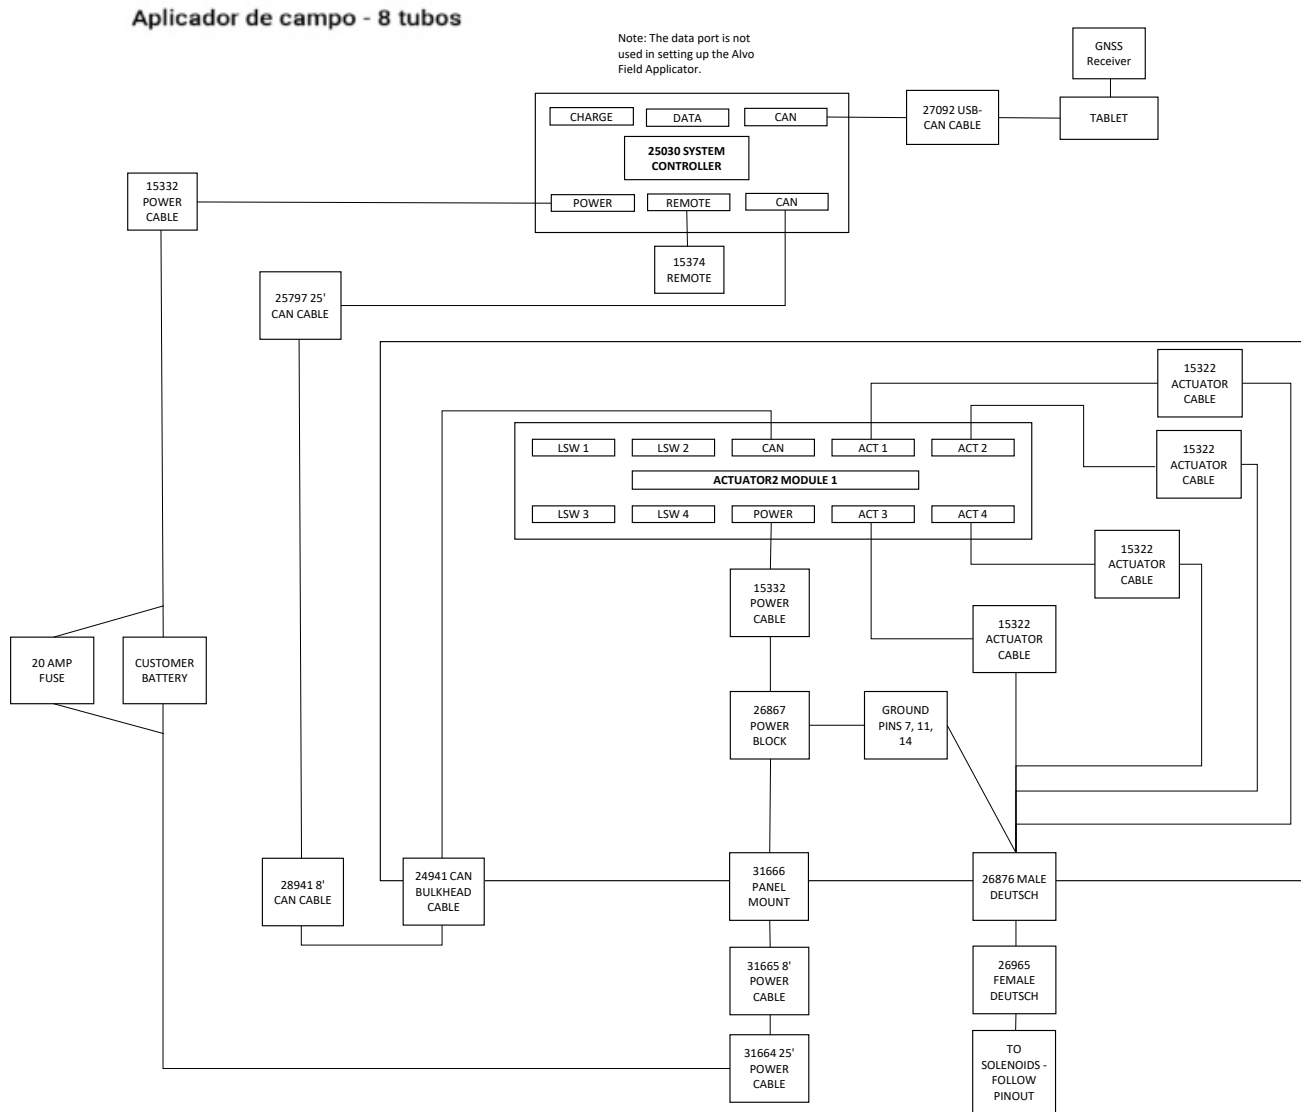 Aplicador de campo - 8 tubos
Note: The data port is not
used in setting up the Alvo
Field Applicator.
GNSS
Receiver
CHARGE
DATA
CAN
27092 USB-
CAN CABLE
TABLET
25030 SYSTEM
CONTROLLER
15332
POWER
CABLE
POWER
REMOTE
CAN
15374
REMOTE
25797 25'
CAN CABLE
15322
ACTUATOR
CABLE
LSW 1
LSW 2
CAN
ACT 1
ACT 2
15322
ACTUATOR
CABLE
ACTUATOR2 MODULE 1
LSW 3
LSW 4
POWER
ACT 3
ACT 4
15322
ACTUATOR
CABLE
15332
POWER
CABLE
15322
ACTUATOR
CABLE
20 AMP
FUSE
CUSTOMER
BATTERY
26867
POWER
BLOCK
GROUND
PINS 7, 11,
14
28941 8'
CAN CABLE
24941 CAN
BULKHEAD
CABLE
31666
PANEL
MOUNT
26876 MALE
DEUTSCH
31665 8'
POWER
CABLE
26965
FEMALE
DEUTSCH
31664 25'
POWER
CABLE
TO
SOLENOIDS -
FOLLOW
PINOUT